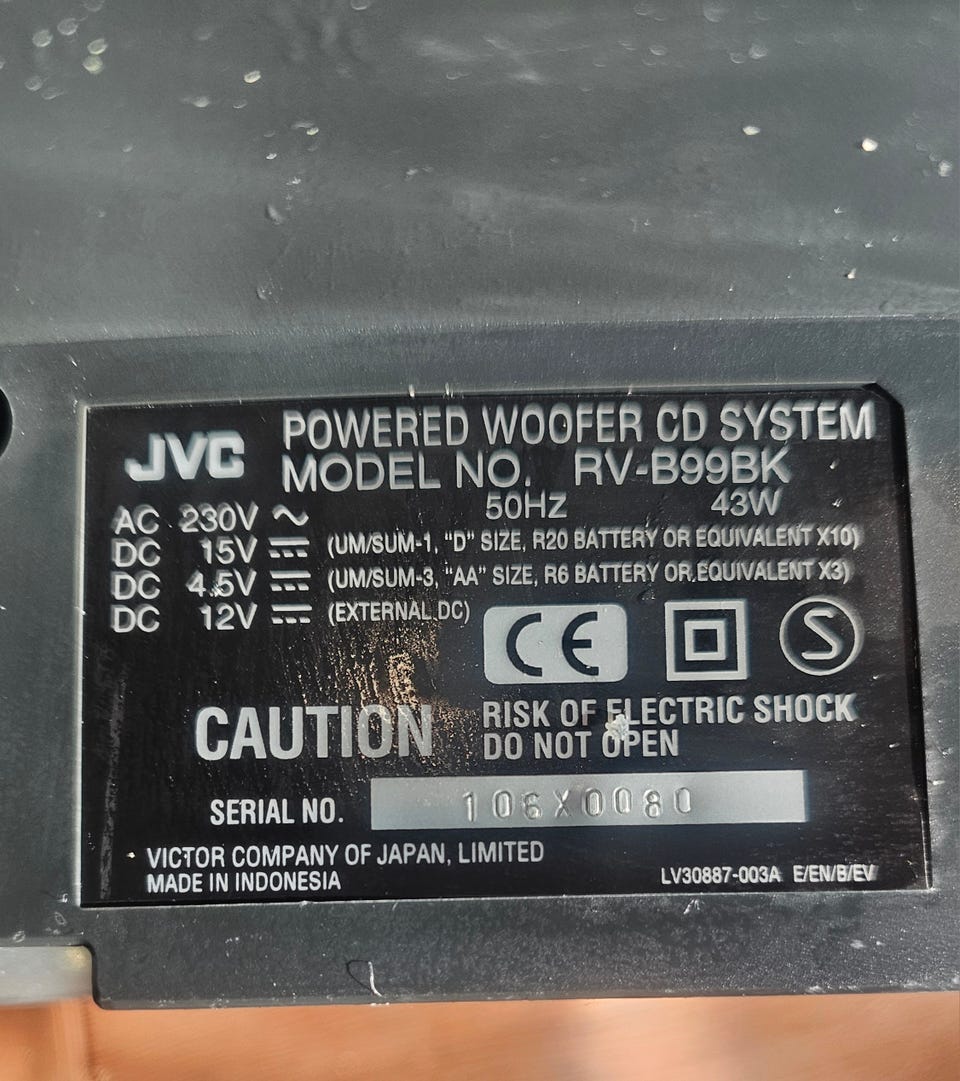 JVC
POWERED WOOFER CD SYSTEM
MODEL NO. RV-B99BK
AC 230V ~ 50Hz 43W
DC 15V ⎓ (UM/SUM-1, "D" SIZE, R20 BATTERY OR EQUIVALENT X10)
DC 4.5V ⎓ (UM/SUM-3, "AA" SIZE, R6 BATTERY OR EQUIVALENT X3)
DC 12V ⎓ (EXTERNAL DC)
CE S
CAUTION
RISK OF ELECTRIC SHOCK
DO NOT OPEN
SERIAL NO. 106X0080
VICTOR COMPANY OF JAPAN, LIMITED
MADE IN INDONESIA
LV30887-003A E/EN/B/EV